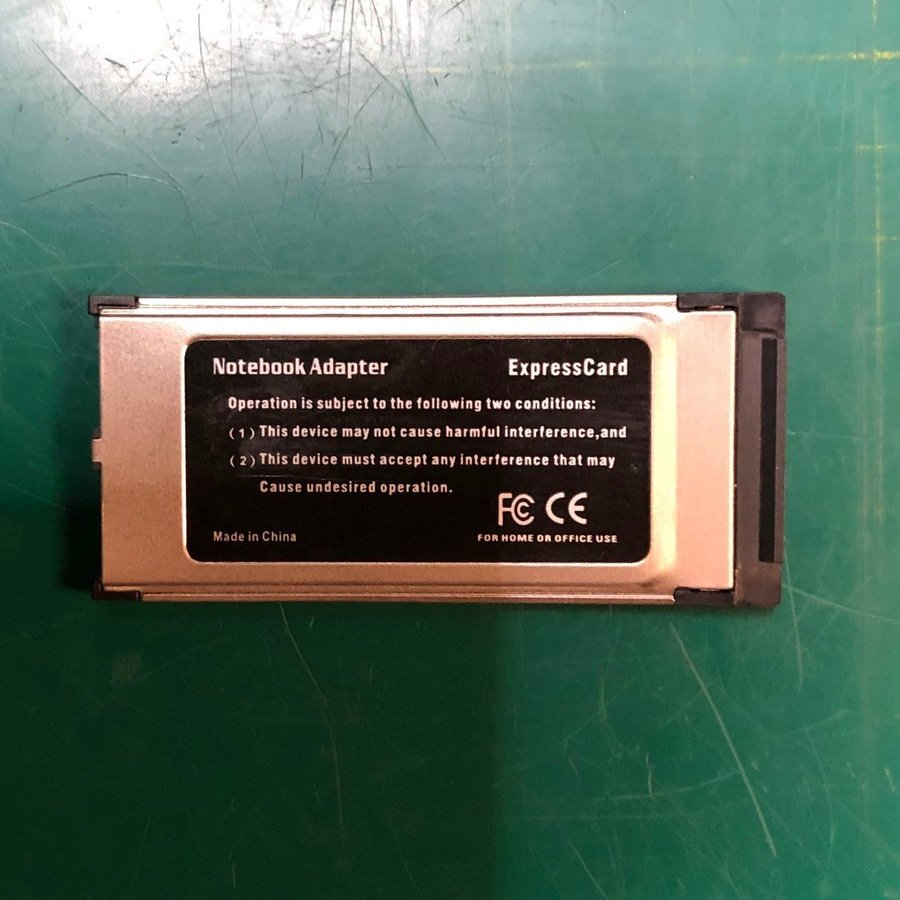 Notebook Adapter ExpressCard
Operation is subject to the following two conditions:
(1) This device may not cause harmful interference,and
(2) This device must accept any interference that may
Cause undesired operation.
FC CE
Made in China FOR HOME OR OFFICE USE